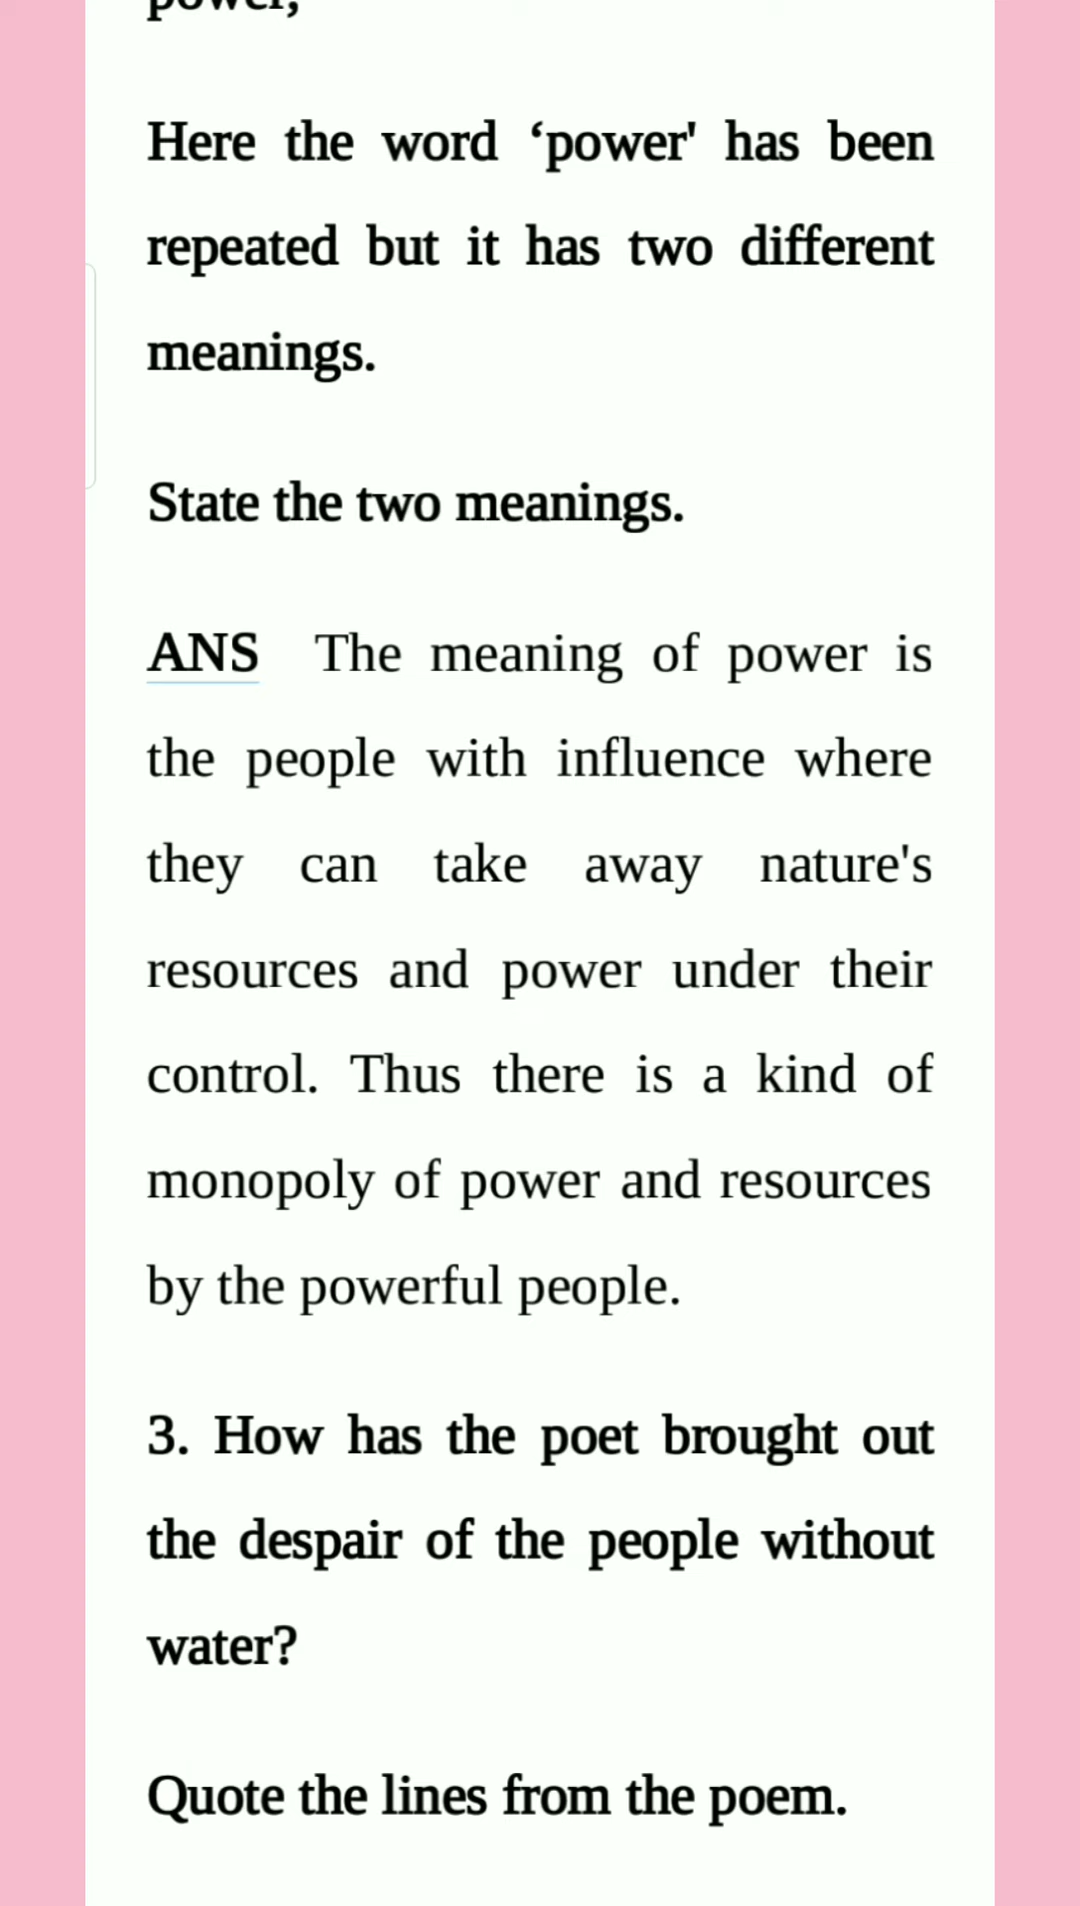 power,
Here the word ‘power' has been
repeated but it has two different
meanings.
State the two meanings.
ANS The meaning of power is
the people with influence where
they can take away nature's
resources and power under their
control. Thus there is a kind of
monopoly of power and resources
by the powerful people.
3. How has the poet brought out
the despair of the people without
water?
Quote the lines from the poem.